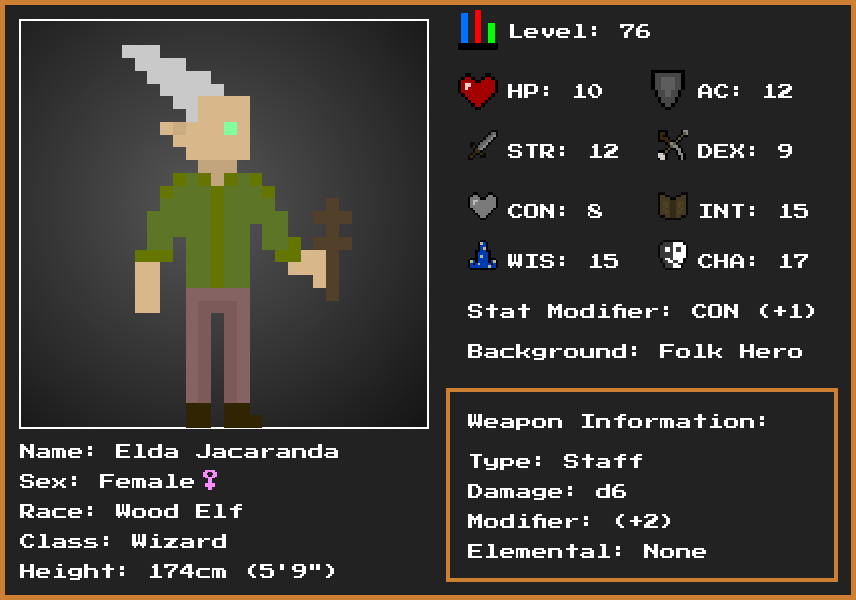 Level: 76
HP: 10 AC: 12
STR: 12 DEX: 9
CON: 8 INT: 15
WIS: 15 CHA: 17
Stat Modifier: CON (+1)
Background: Folk Hero
Weapon Information:
Type: Staff
Damage: d6
Modifier: (+2)
Elemental: None
Name: Elda Jacaranda
Sex: Female♀
Race: Wood Elf
Class: Wizard
Height: 174cm (5'9")